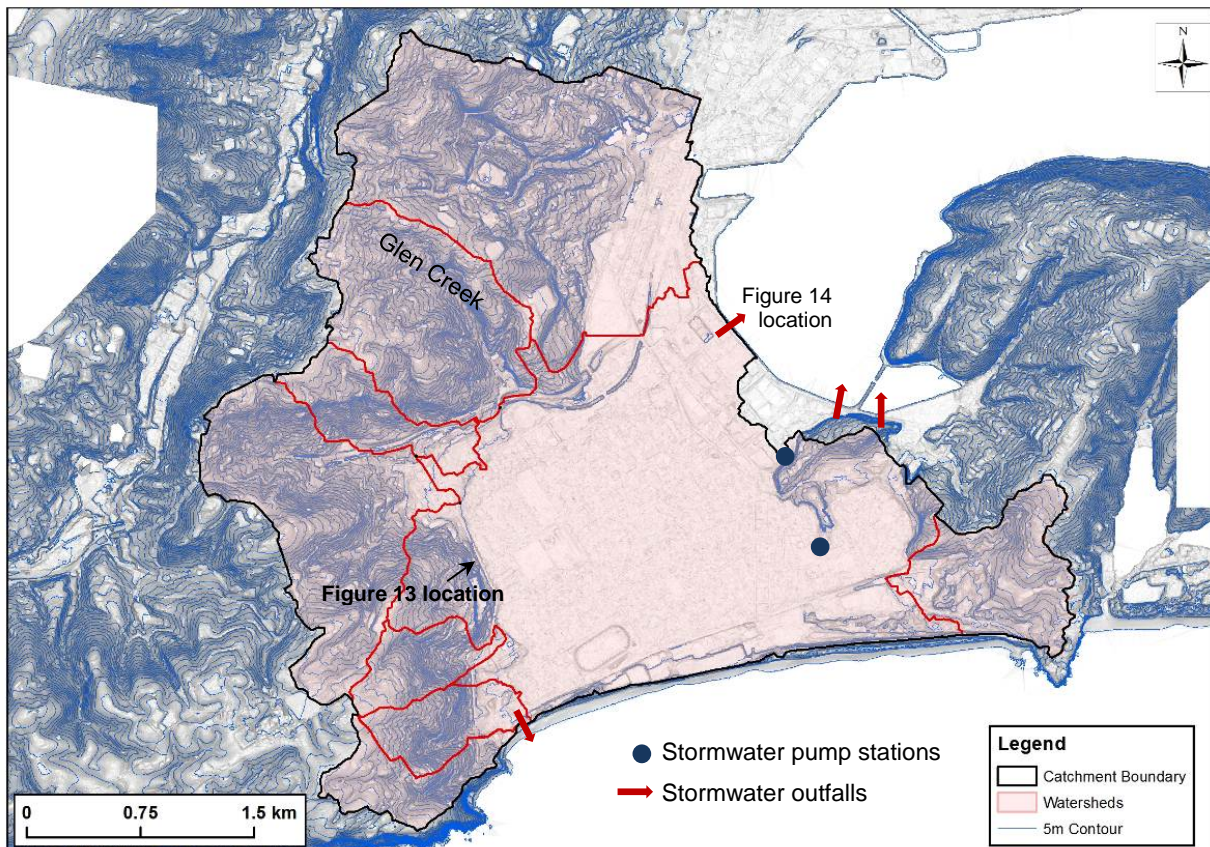 N
Glen Creek
Figure 14
location
Figure 13 location
Stormwater pump stations
Stormwater outfalls
Legend
Catchment Boundary
Watersheds
5m Contour
0 0.75 1.5 km